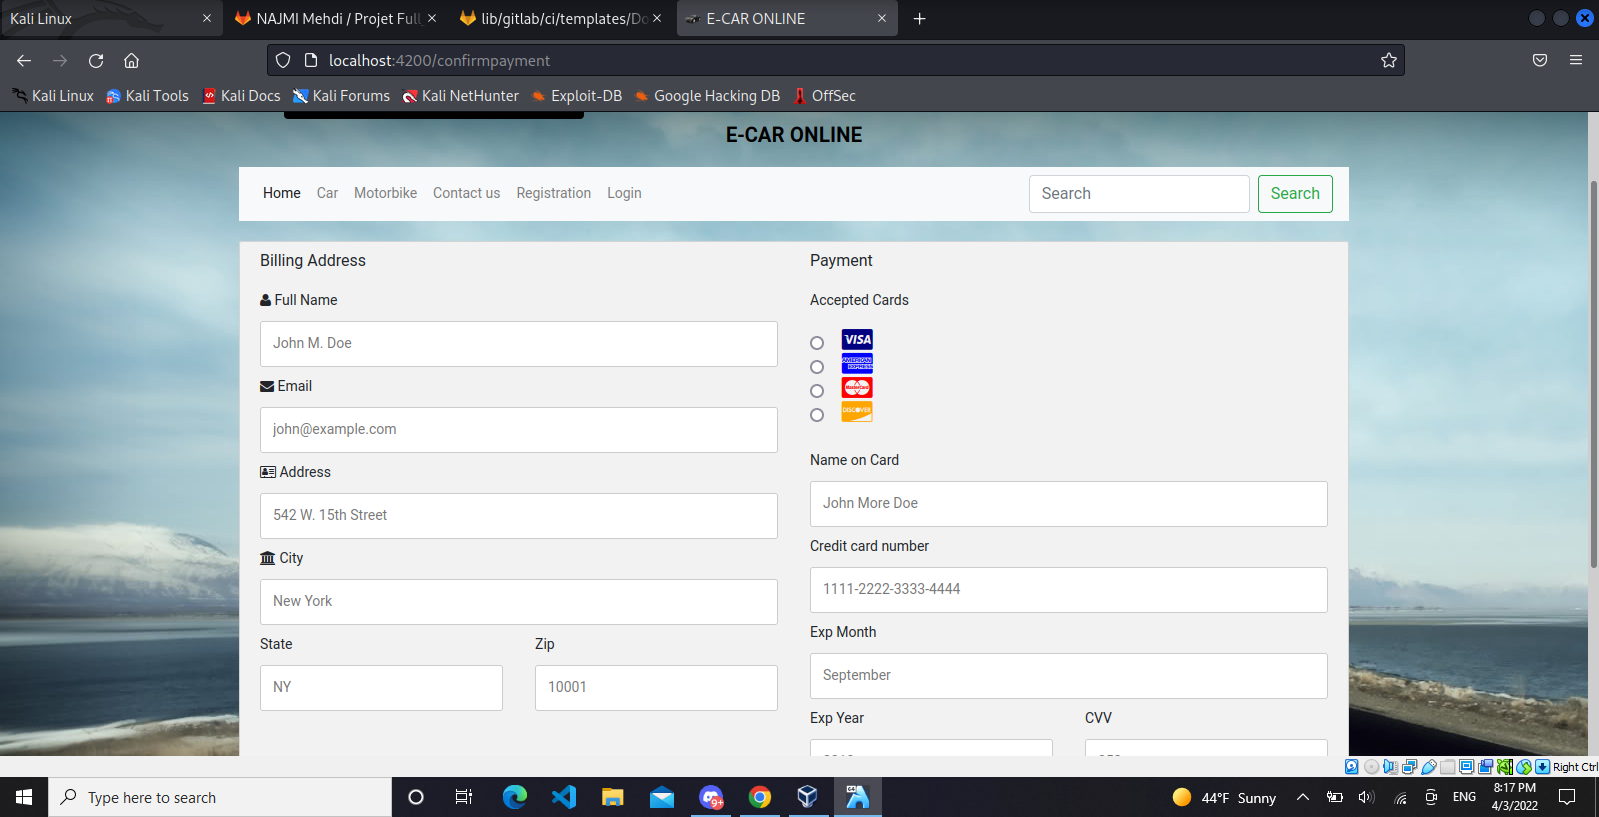 Kali Linux
NAJMI Mehdi / Projet Full
lib/gitlab/ci/templates/Do
E-CAR ONLINE
localhost:4200/confirmpayment
Kali Linux
Kali Tools
Kali Docs
Kali Forums
Kali NetHunter
Exploit-DB
Google Hacking DB
OffSec
E-CAR ONLINE
Home
Car
Motorbike
Contact us
Registration
Login
Search
Search
Billing Address
Full Name
John M. Doe
Email
john@example.com
Address
542 W. 15th Street
City
New York
State
Zip
NY
10001
Payment
Accepted Cards
VISA
AMERICAN EXPRESS
MasterCard
DISCOVER
Name on Card
John More Doe
Credit card number
1111-2222-3333-4444
Exp Month
September
Exp Year
CVV
Right Ctrl
Type here to search
9+
64
44°F Sunny
ENG
8:17 PM
4/3/2022